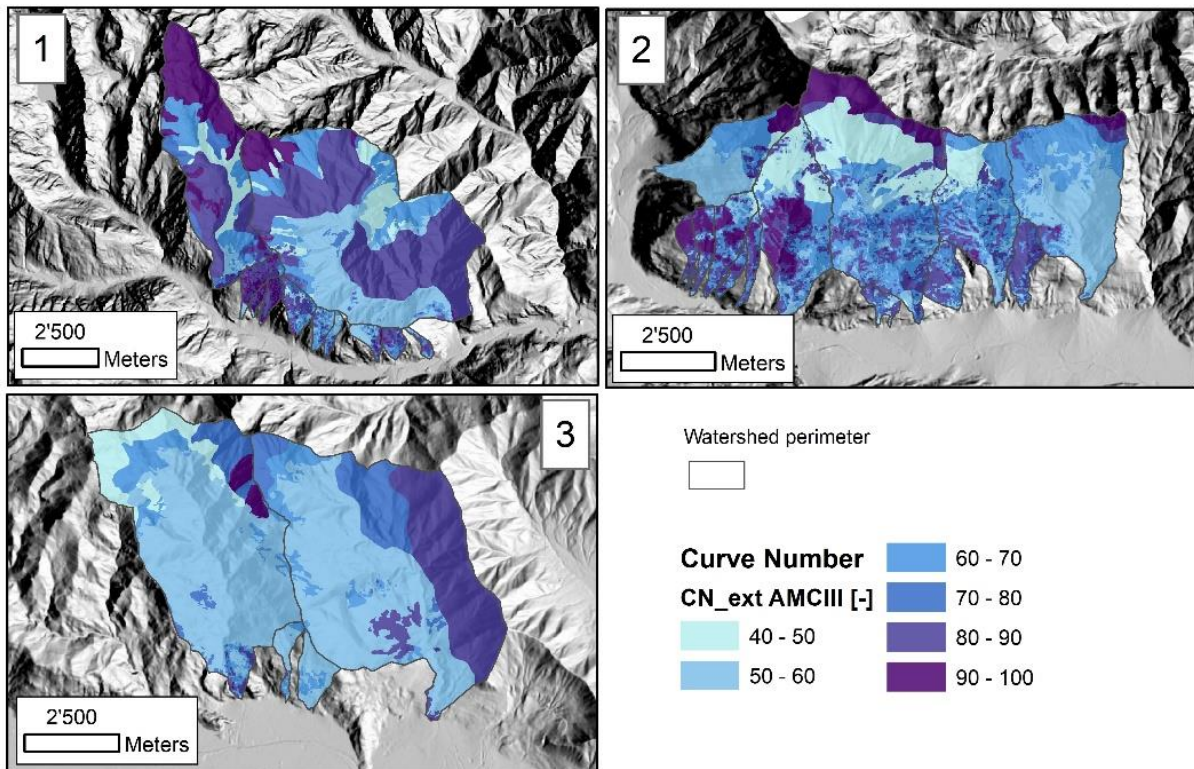 1
2'500
Meters
2
2'500
Meters
3
2'500
Meters
Watershed perimeter
Curve Number
CN_ext AMCIII [-]
40 - 50
50 - 60
60 - 70
70 - 80
80 - 90
90 - 100